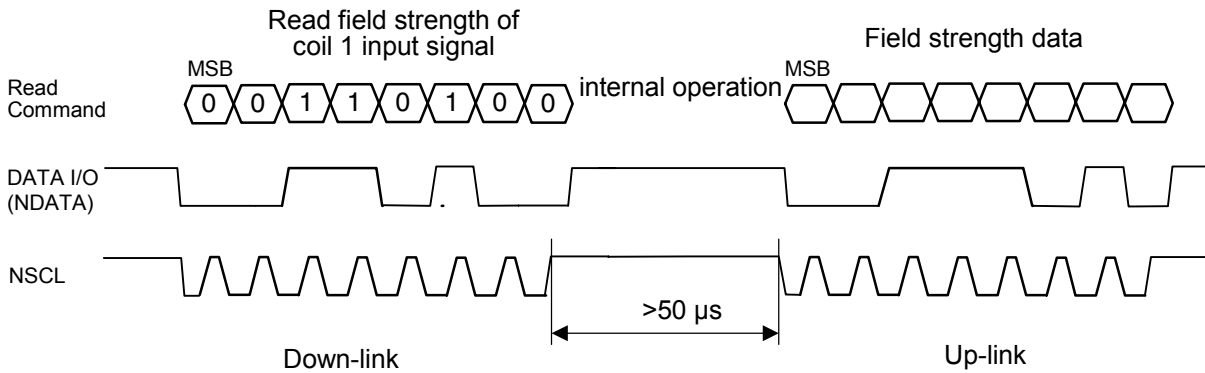 Read field strength of
coil 1 input signal
Field strength data
MSB
internal operation
MSB
Read
Command
0 0 1 1 0 1 0 0
DATA I/O
(NDATA)
NSCL
>50 µs
Down-link
Up-link